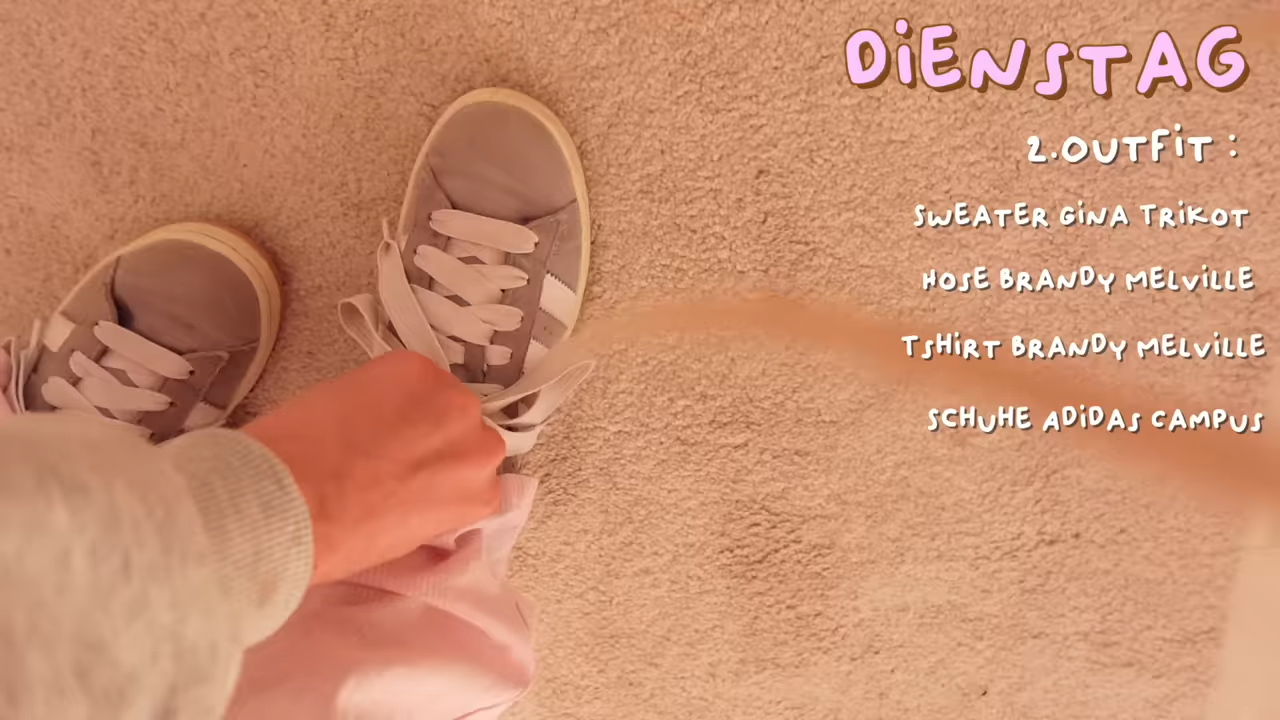 DiENSTAG
2.OUTFiT :
SWEATER GiNA TRiKOT
HOSE BRANDY MELViLLE
TSHiRT BRANDY MELViLLE
SCHUHE ADiDAS CAMPUS